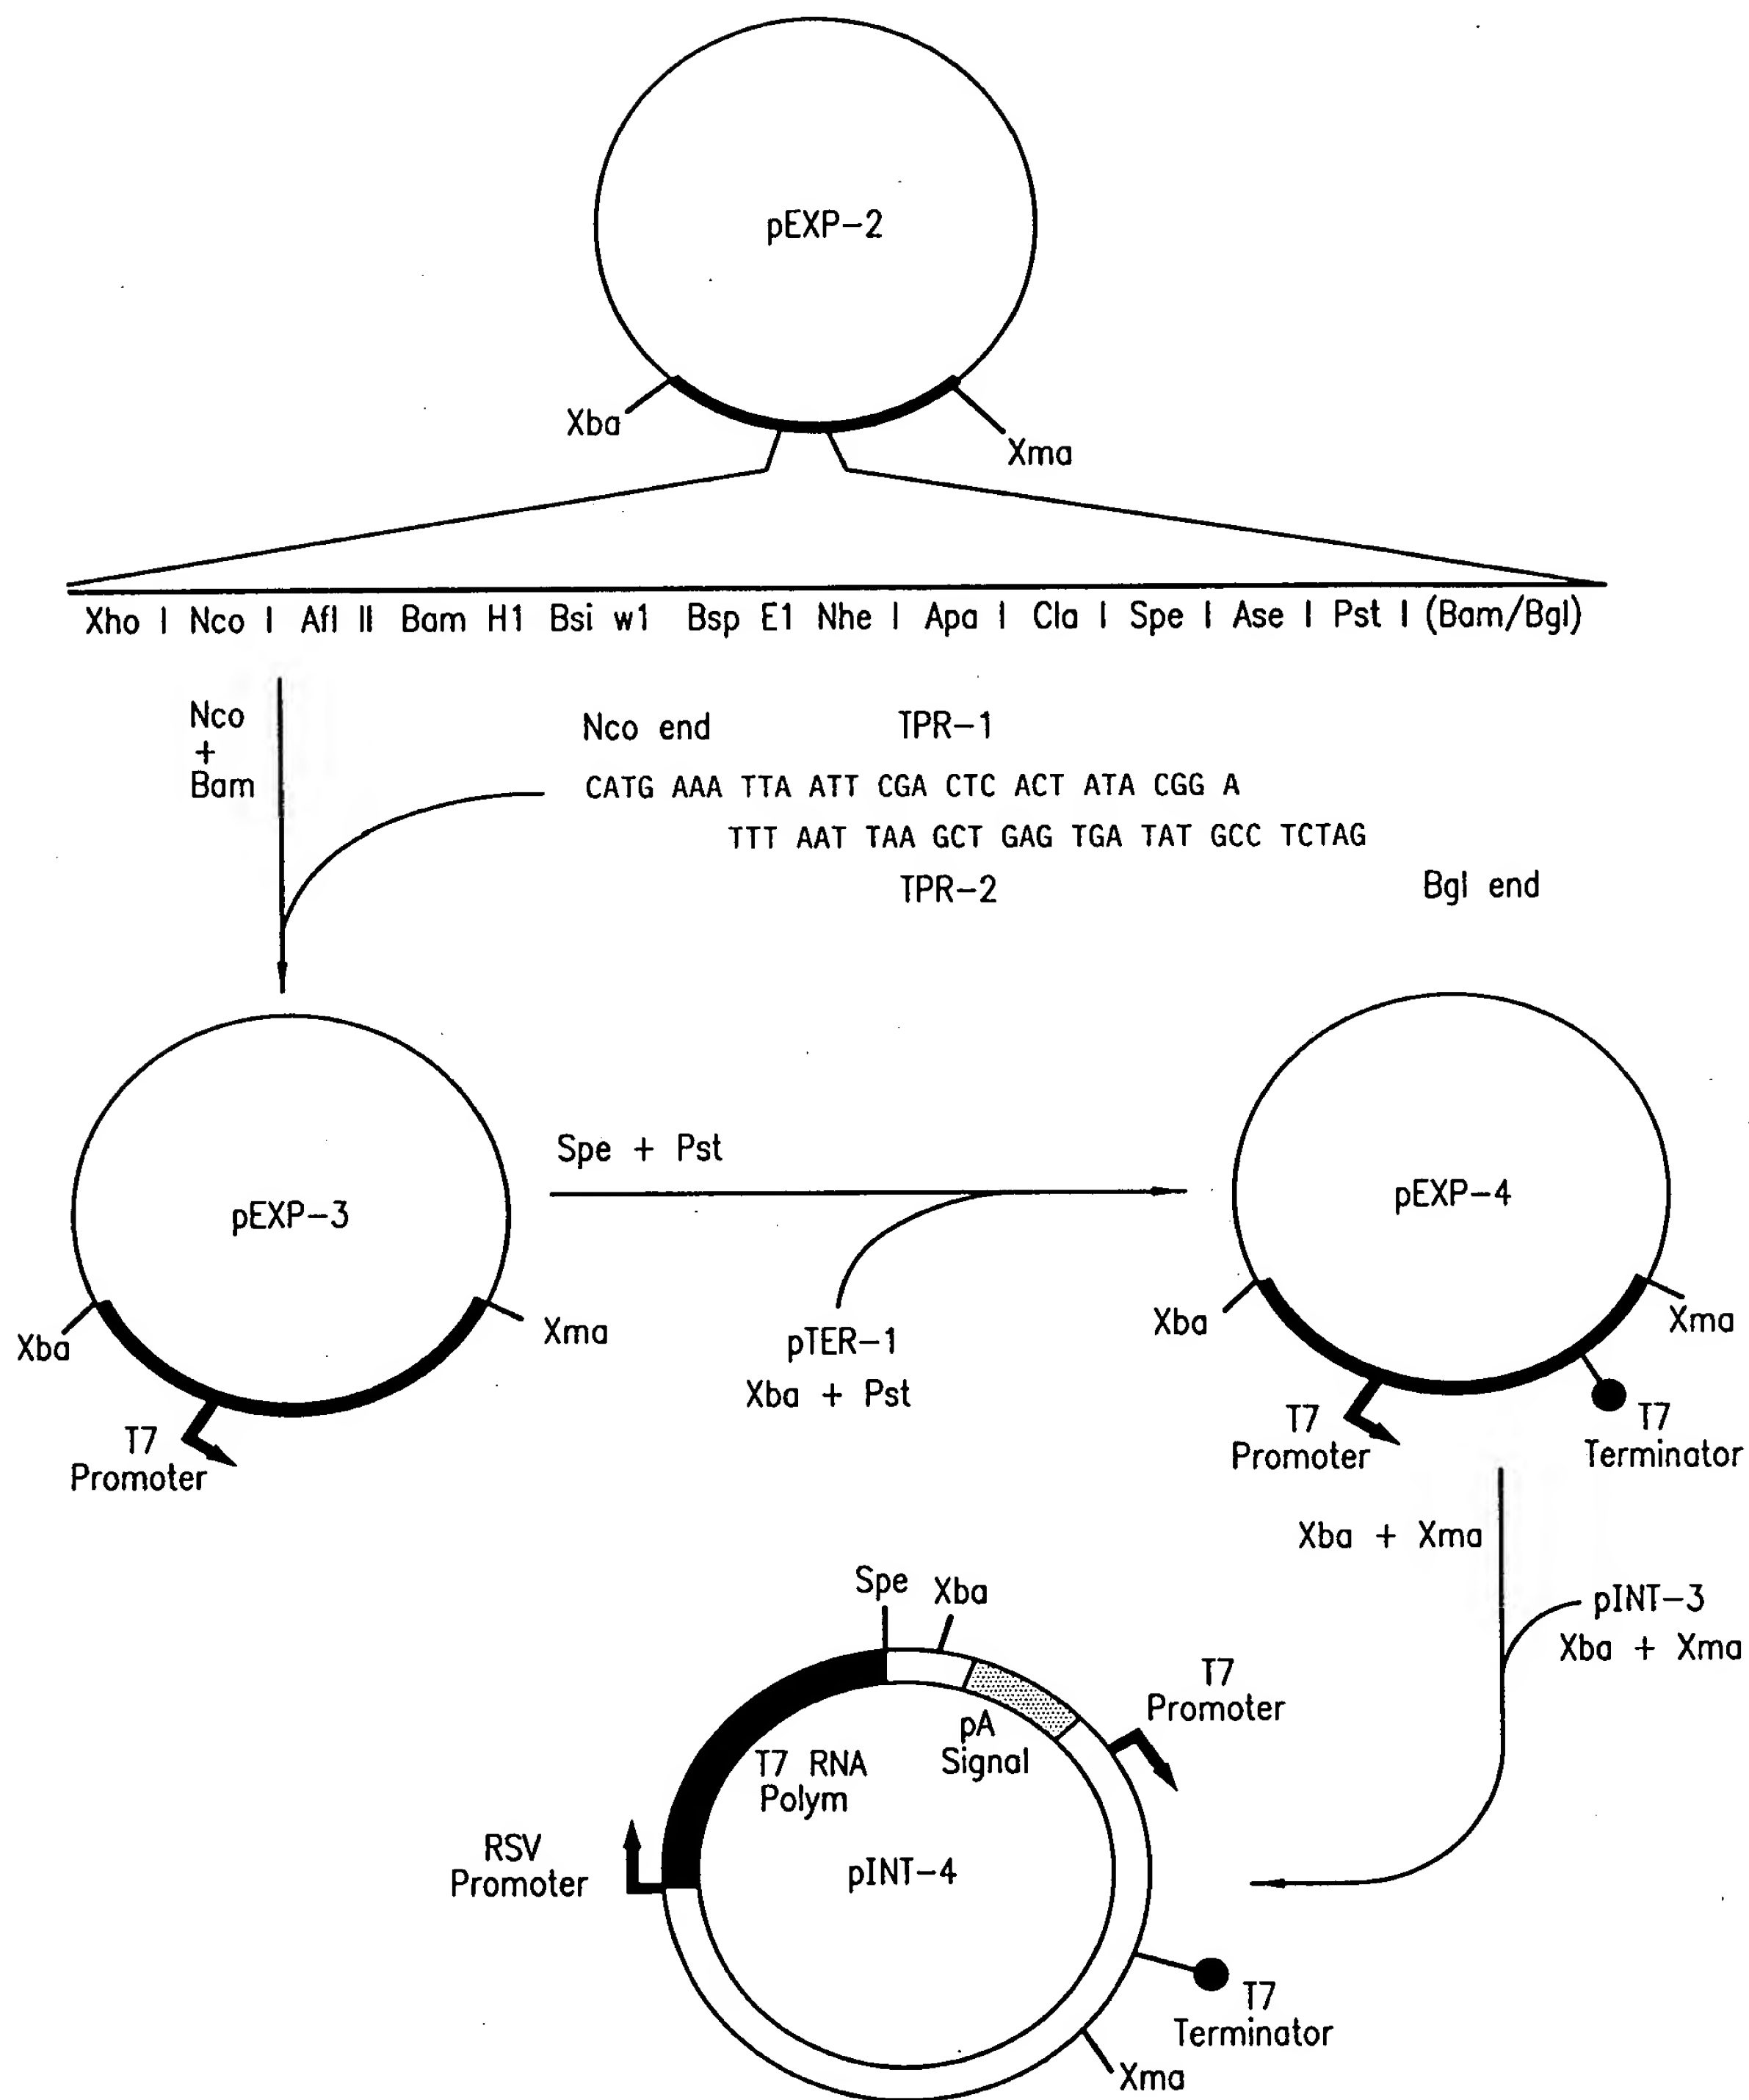 pEXP-2
Xba
Xma
Xho I Nco I Afl II Bam H1 Bsi w1 Bsp E1 Nhe I Apa I Cla I Spe I Ase I Pst I (Bam/Bgl)
Nco
+
Bam
Nco end TPR-1
CATG AAA TTA ATT CGA CTC ACT ATA CGG A
TTT AAT TAA GCT GAG TGA TAT GCC TCTAG
TPR-2
Bgl end
pEXP-3
Xba
Xma
T7
Promoter
Spe + Pst
pTER-1
Xba + Pst
pEXP-4
Xba
Xma
T7
Promoter
T7
Terminator
Xba + Xma
pINT-3
Xba + Xma
Spe
Xba
T7
Promoter
pA
Signal
T7 RNA
Polym
RSV
Promoter
pINT-4
T7
Terminator
Xma